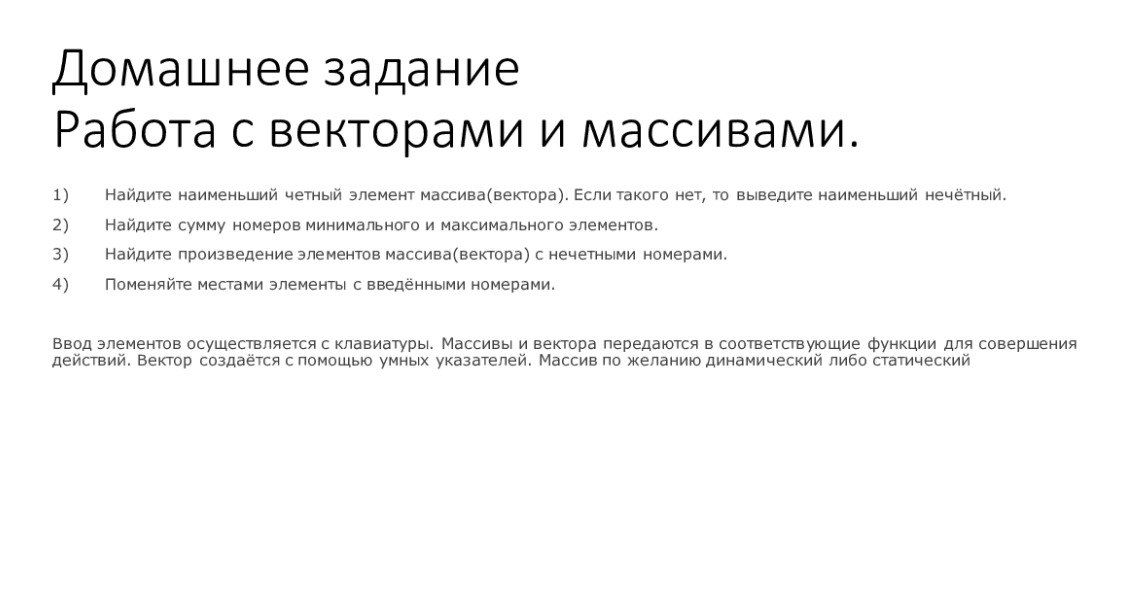 Домашнее задание
Работа с векторами и массивами.
1) Найдите наименьший четный элемент массива(вектора). Если такого нет, то выведите наименьший нечётный.
2) Найдите сумму номеров минимального и максимального элементов.
3) Найдите произведение элементов массива(вектора) с нечетными номерами.
4) Поменяйте местами элементы с введёнными номерами.
Ввод элементов осуществляется с клавиатуры. Массивы и вектора передаются в соответствующие функции для совершения
действий. Вектор создаётся с помощью умных указателей. Массив по желанию динамический либо статический